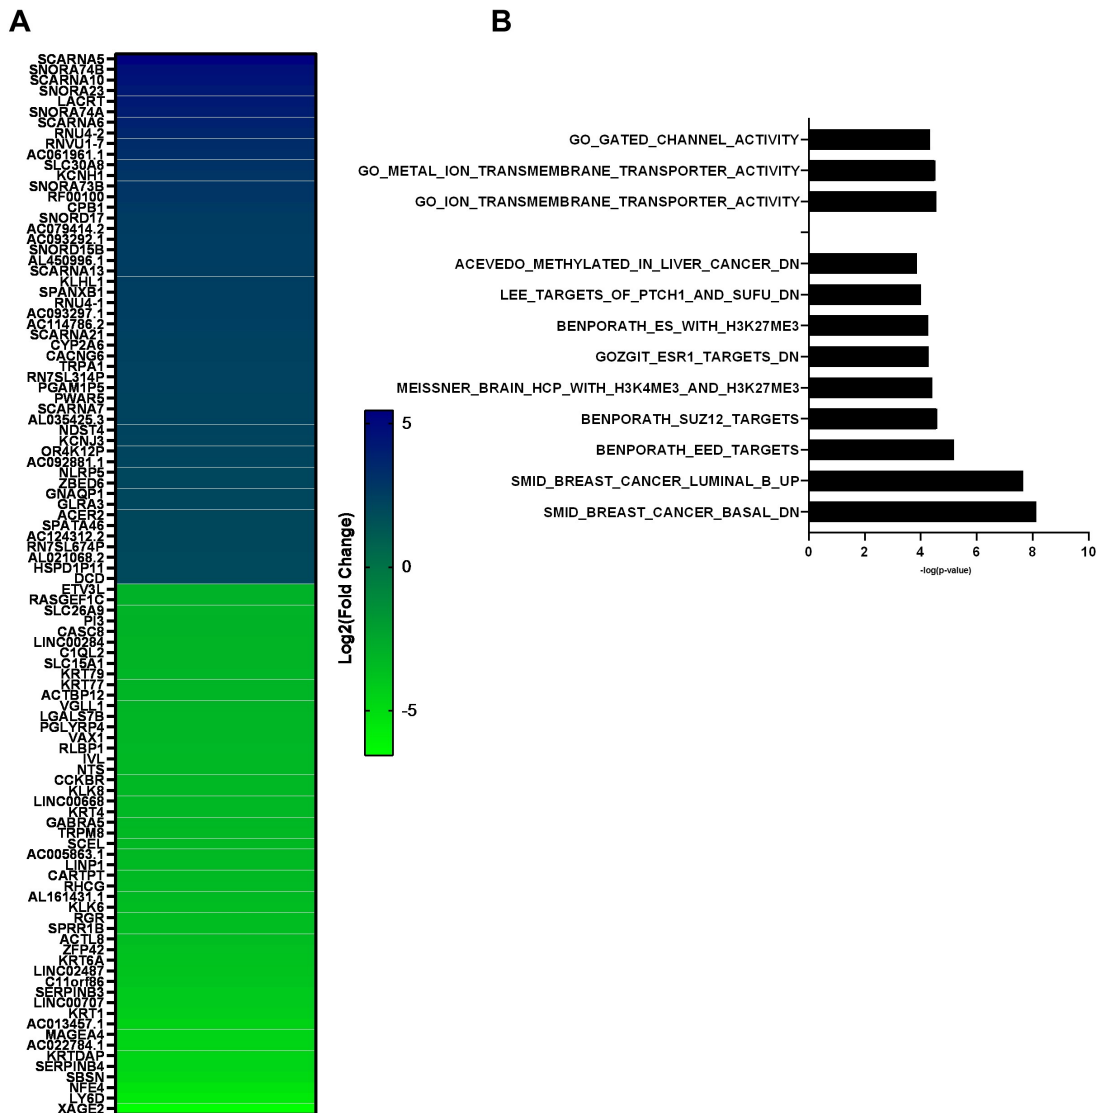 A
B
SCARNA5
SNORA74B
SCARNA10
SNORA23
LACRT
SNORA74A
SCARNA6
RNU4-2
RNVU1-7
AC061961.1
SLC30A8
KCNH1
SNORA73B
RF00100
CPB1
SNORD17
AC079414.2
AC093292.1
SNORD15B
AL450996.1
SCARNA13
KLHL1
SPANXB1
RNU4-1
AC093297.1
AC114786.2
SCARNA21
CYP2A6
CACNG6
TRPA1
RN7SL314P
PGAM1P5
PWAR5
SCARNA7
AL035425.3
NDST4
KCNJ3
OR4K12P
AC092881.1
NLRP5
ZBED6
GNAQP1
GLRA3
ACER2
SPATA46
AC124312.2
RN7SL674P
AL021068.2
HSPD1P11
DCD
ETV3L
RASGEF1C
SLC26A9
PI3
CASC8
LINC00284
C1QL2
SLC15A1
KRT79
KRT77
ACTBP12
VGLL1
LGALS7B
PGLYRP4
VAX1
RLBP1
IVL
NTS
CCKBR
KLK8
LINC00668
KRT4
GABRA5
TRPM8
SCEL
AC005863.1
LINP1
CARTPT
RHCG
AL161431.1
KLK6
RGR
SPRR1B
ACTL8
ZFP42
KRT6A
LINC02487
C11orf86
SERPINB3
LINC00707
KRT1
AC013457.1
MAGEA4
AC022784.1
KRTDAP
SERPINB4
SBSN
NFE4
LY6D
XAGE2
Log2(Fold Change)
5
0
-5
GO_GATED_CHANNEL_ACTIVITY
GO_METAL_ION_TRANSMEMBRANE_TRANSPORTER_ACTIVITY
GO_ION_TRANSMEMBRANE_TRANSPORTER_ACTIVITY
ACEVEDO_METHYLATED_IN_LIVER_CANCER_DN
LEE_TARGETS_OF_PTCH1_AND_SUFU_DN
BENPORATH_ES_WITH_H3K27ME3
GOZGIT_ESR1_TARGETS_DN
MEISSNER_BRAIN_HCP_WITH_H3K4ME3_AND_H3K27ME3
BENPORATH_SUZ12_TARGETS
BENPORATH_EED_TARGETS
SMID_BREAST_CANCER_LUMINAL_B_UP
SMID_BREAST_CANCER_BASAL_DN
0 2 4 6 8 10
-log(p-value)